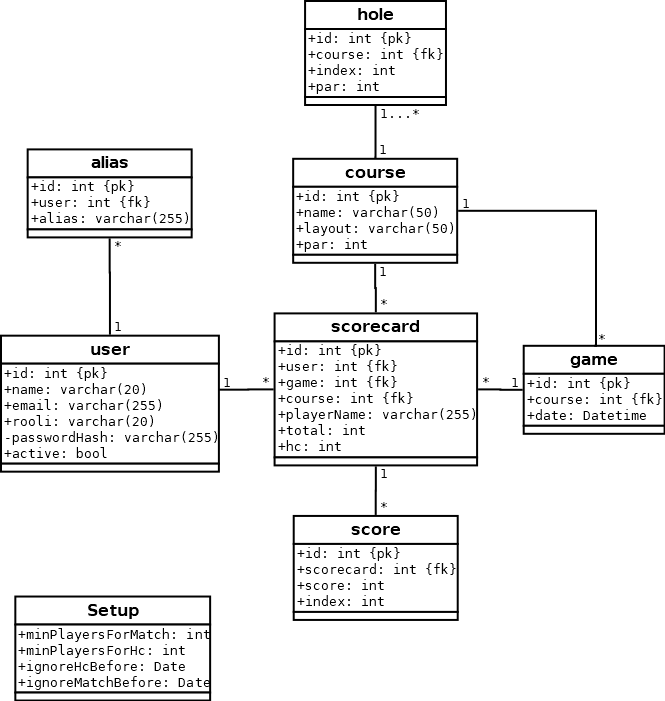 hole
+id: int {pk}
+course: int {fk}
+index: int
+par: int
1...*
1
alias
+id: int {pk}
+user: int {fk}
+alias: varchar(255)
*
1
course
+id: int {pk}
+name: varchar(50)
+layout: varchar(50)
+par: int
1
*
1
*
user
+id: int {pk}
+name: varchar(20)
+email: varchar(255)
+rooli: varchar(20)
-passwordHash: varchar(255)
+active: bool
1
*
scorecard
+id: int {pk}
+user: int {fk}
+game: int {fk}
+course: int {fk}
+playerName: varchar(255)
+total: int
+hc: int
*
1
game
+id: int {pk}
+course: int {fk}
+date: Datetime
1
*
score
+id: int {pk}
+scorecard: int {fk}
+score: int
+index: int
Setup
+minPlayersForMatch: int
+minPlayersForHc: int
+ignoreHcBefore: Date
+ignoreMatchBefore: Date